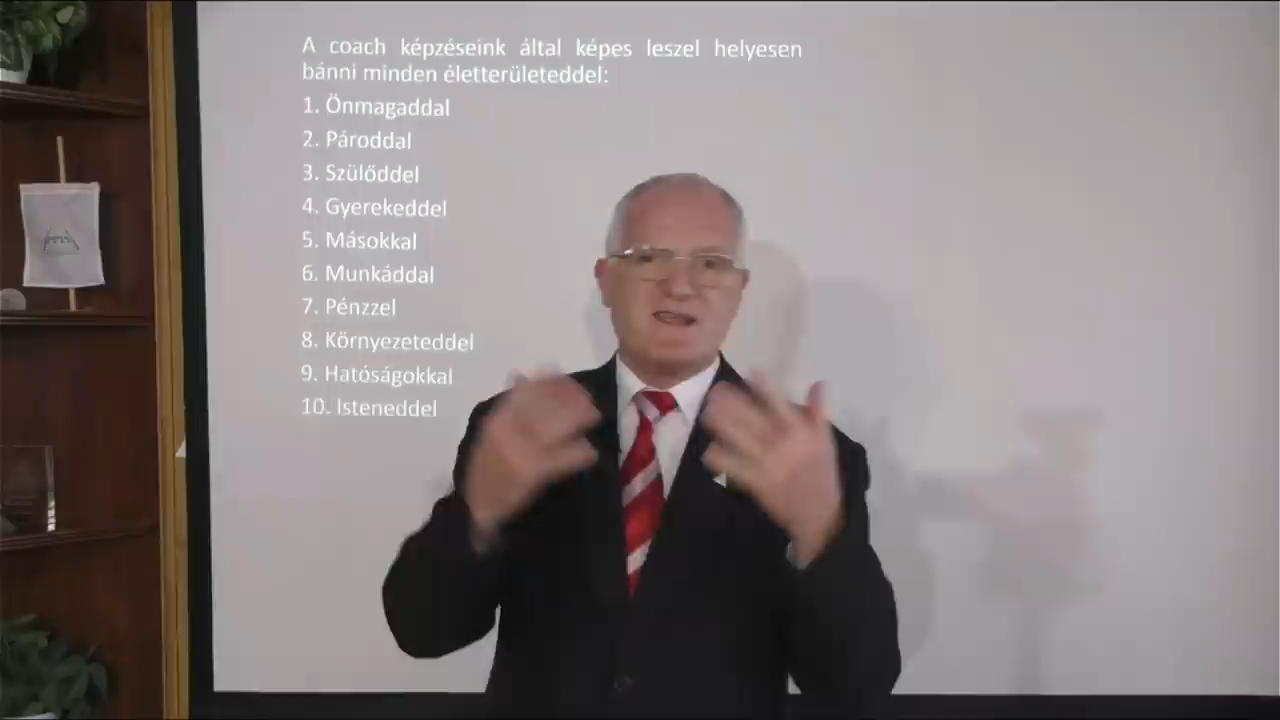 A coach képzéseink által képes leszel helyesen
bánni minden életterületeddel:
1. Önmagaddal
2. Pároddal
3. Szülőddel
4. Gyerekeddel
5. Másokkal
6. Munkáddal
7. Pénzzel
8. Környezeteddel
9. Hatóságokkal
10. Isteneddel